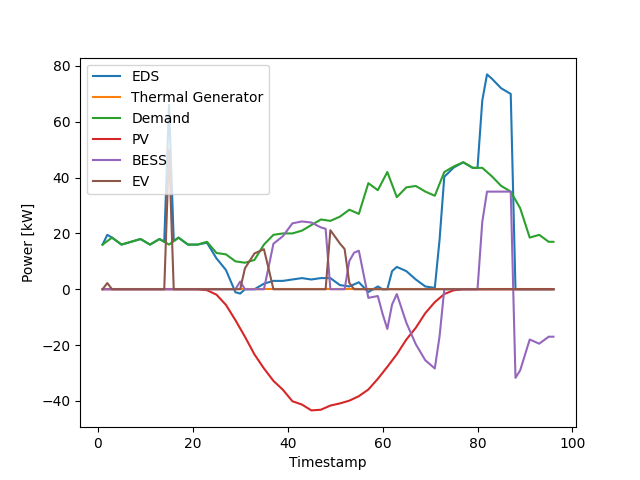 80
60
40
20
0
−20
−40
Power [kW]
EDS
Thermal Generator
Demand
PV
BESS
EV
0 20 40 60 80 100
Timestamp